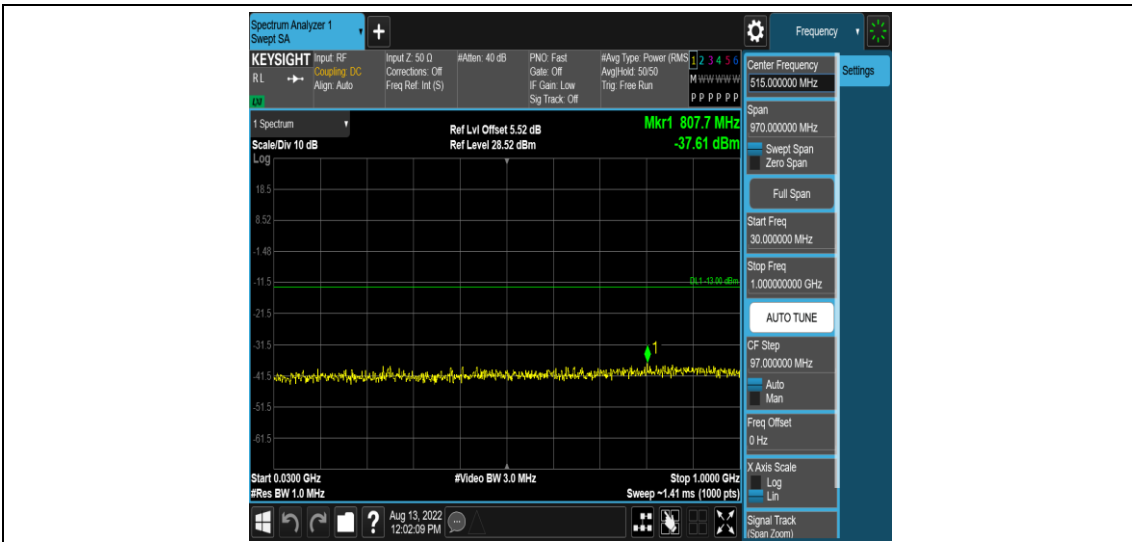 Spectrum Analyzer 1
Swept SA
+
Frequency
KEYSIGHT
RL
LNI
Input: RF
Coupling: DC
Align: Auto
Input Z: 50 Ω
Corrections: Off
Freq Ref: Int (S)
#Atten: 40 dB
PNO: Fast
Gate: Off
IF Gain: Low
Sig Track: Off
#Avg Type: Power (RMS
Avg|Hold: 50/50
Trig: Free Run
1 2 3 4 5 6
M W W W W W
P P P P P P
1 Spectrum
Scale/Div 10 dB
Log
Ref Lvl Offset 5.52 dB
Ref Level 28.52 dBm
Mkr1 807.7 MHz
-37.61 dBm
18.5
8.52
-1.48
-11.5
DL1 -13.00 dBm
-21.5
-31.5
1
-41.5
-51.5
-61.5
Start 0.0300 GHz
#Res BW 1.0 MHz
#Video BW 3.0 MHz
Stop 1.0000 GHz
Sweep ~1.41 ms (1000 pts)
?
Aug 13, 2022
12:02:09 PM
Center Frequency
515.000000 MHz
Settings
Span
970.000000 MHz
Swept Span
Zero Span
Full Span
Start Freq
30.000000 MHz
Stop Freq
1.000000000 GHz
AUTO TUNE
CF Step
97.000000 MHz
Auto
Man
Freq Offset
0 Hz
X Axis Scale
Log
Lin
Signal Track
(Span Zoom)